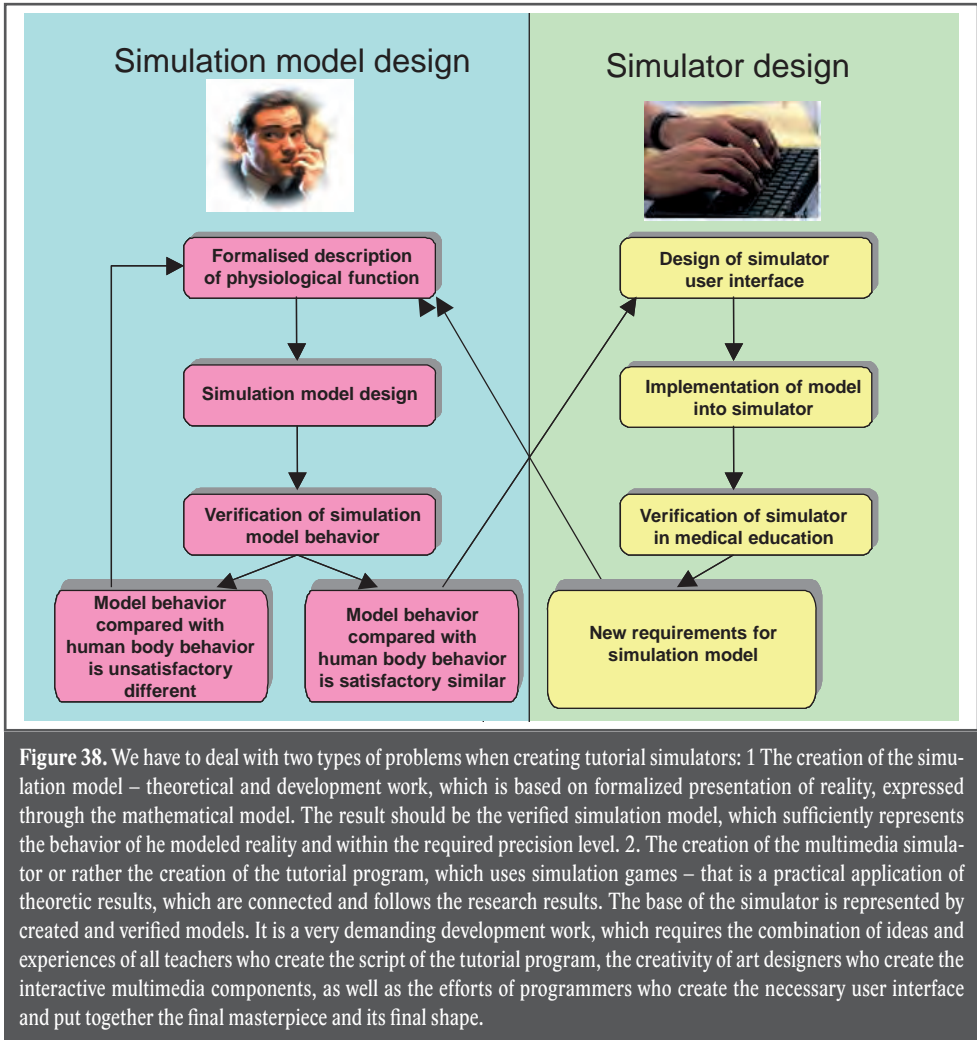 Simulation model design
Formalised description
of physiological function
Simulation model design
Verification of simulation
model behavior
Model behavior
compared with
human body behavior
is unsatisfactory
different
Model behavior
compared with
human body behavior
is satisfactory similar
Simulator design
Design of simulator
user interface
Implementation of model
into simulator
Verification of simulator
in medical education
New requirements for
simulation model
Figure 38. We have to deal with two types of problems when creating tutorial simulators: 1 The creation of the simu-
lation model – theoretical and development work, which is based on formalized presentation of reality, expressed
through the mathematical model. The result should be the verified simulation model, which sufficiently represents
the behavior of he modeled reality and within the required precision level. 2. The creation of the multimedia simula-
tor or rather the creation of the tutorial program, which uses simulation games – that is a practical application of
theoretic results, which are connected and follows the research results. The base of the simulator is represented by
created and verified models. It is a very demanding development work, which requires the combination of ideas and
experiences of all teachers who create the script of the tutorial program, the creativity of art designers who create the
interactive multimedia components, as well as the efforts of programmers who create the necessary user interface
and put together the final masterpiece and its final shape.